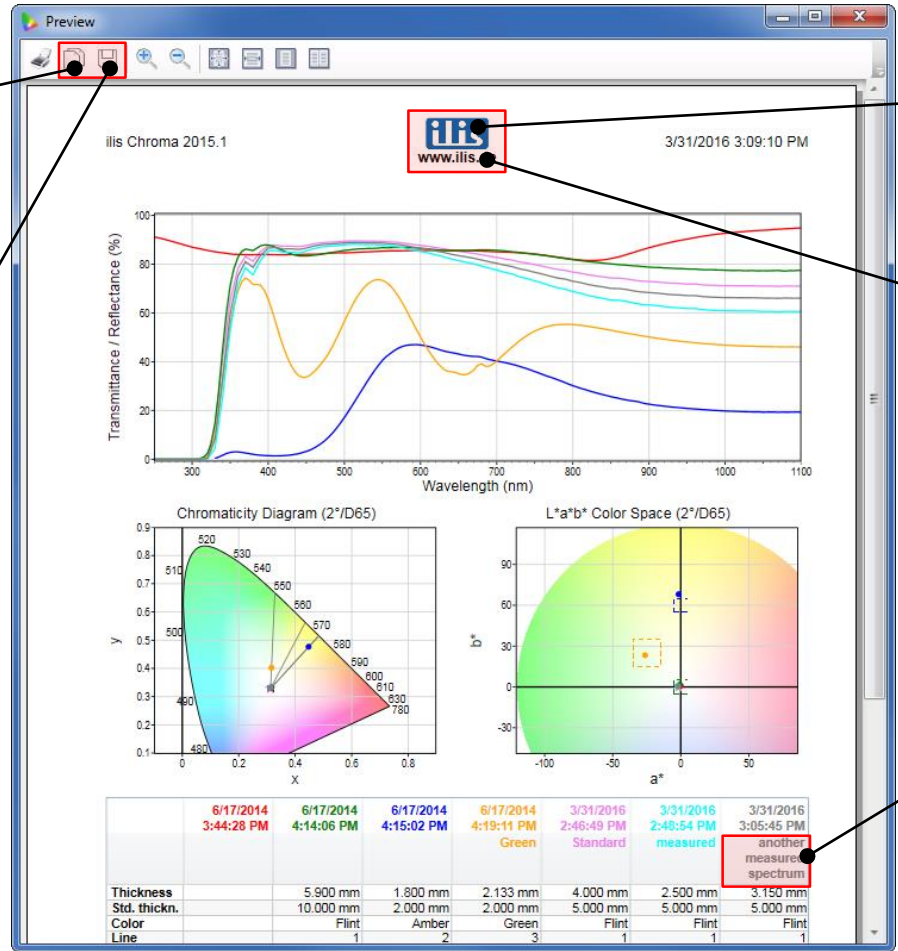 Preview
ilis Chroma 2015.1
ilis
www.ilis.
3/31/2016 3:09:10 PM
Transmittance / Reflectance (%)
100
80
60
40
20
0
300 400 500 600 700 800 900 1000 1100
Wavelength (nm)
Chromaticity Diagram (2°/D65)
0.9
0.8
0.7
0.6
0.5
0.4
0.3
0.2
0.1
y
520
530
510
540
550
560
500
570
580
590
600
610
490
630
780
480
0 0.2 0.4 0.6 0.8
x
L*a*b* Color Space (2°/D65)
90
60
30
0
-30
b*
-100 -50 0 50
a*
6/17/2014 6/17/2014 6/17/2014 6/17/2014 3/31/2016 3/31/2016 3/31/2016
3:44:28 PM 4:14:06 PM 4:15:02 PM 4:19:11 PM 2:46:49 PM 2:48:54 PM 3:05:45 PM
Green Standard measured another
measured
spectrum
Thickness 5.900 mm 1.800 mm 2.133 mm 4.000 mm 2.500 mm 3.150 mm
Std. thickn. 10.000 mm 2.000 mm 2.000 mm 5.000 mm 5.000 mm 5.000 mm
Color Flint Amber Green Flint Flint Flint
Line 1 2 3 1 1 1